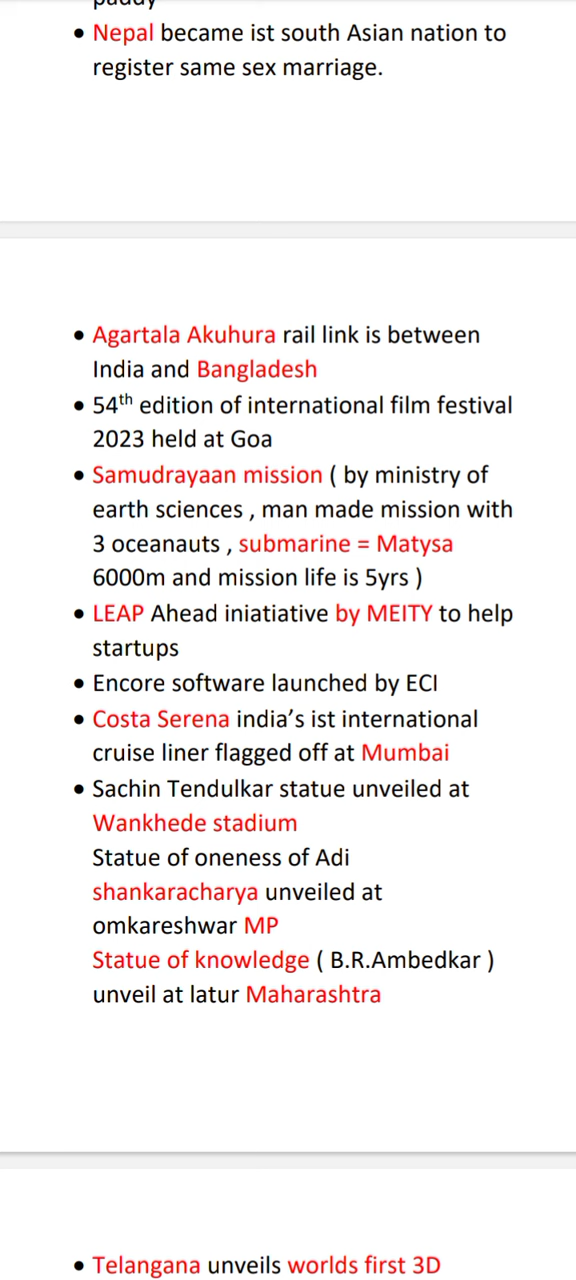 paddy
• Nepal became ist south Asian nation to
register same sex marriage.
• Agartala Akuhura rail link is between
India and Bangladesh
• 54th edition of international film festival
2023 held at Goa
• Samudrayaan mission ( by ministry of
earth sciences , man made mission with
3 oceanauts , submarine = Matysa
6000m and mission life is 5yrs )
• LEAP Ahead iniatiative by MEITY to help
startups
• Encore software launched by ECI
• Costa Serena india’s ist international
cruise liner flagged off at Mumbai
• Sachin Tendulkar statue unveiled at
Wankhede stadium
Statue of oneness of Adi
shankaracharya unveiled at
omkareshwar MP
Statue of knowledge ( B.R.Ambedkar )
unveil at latur Maharashtra
• Telangana unveils worlds first 3D